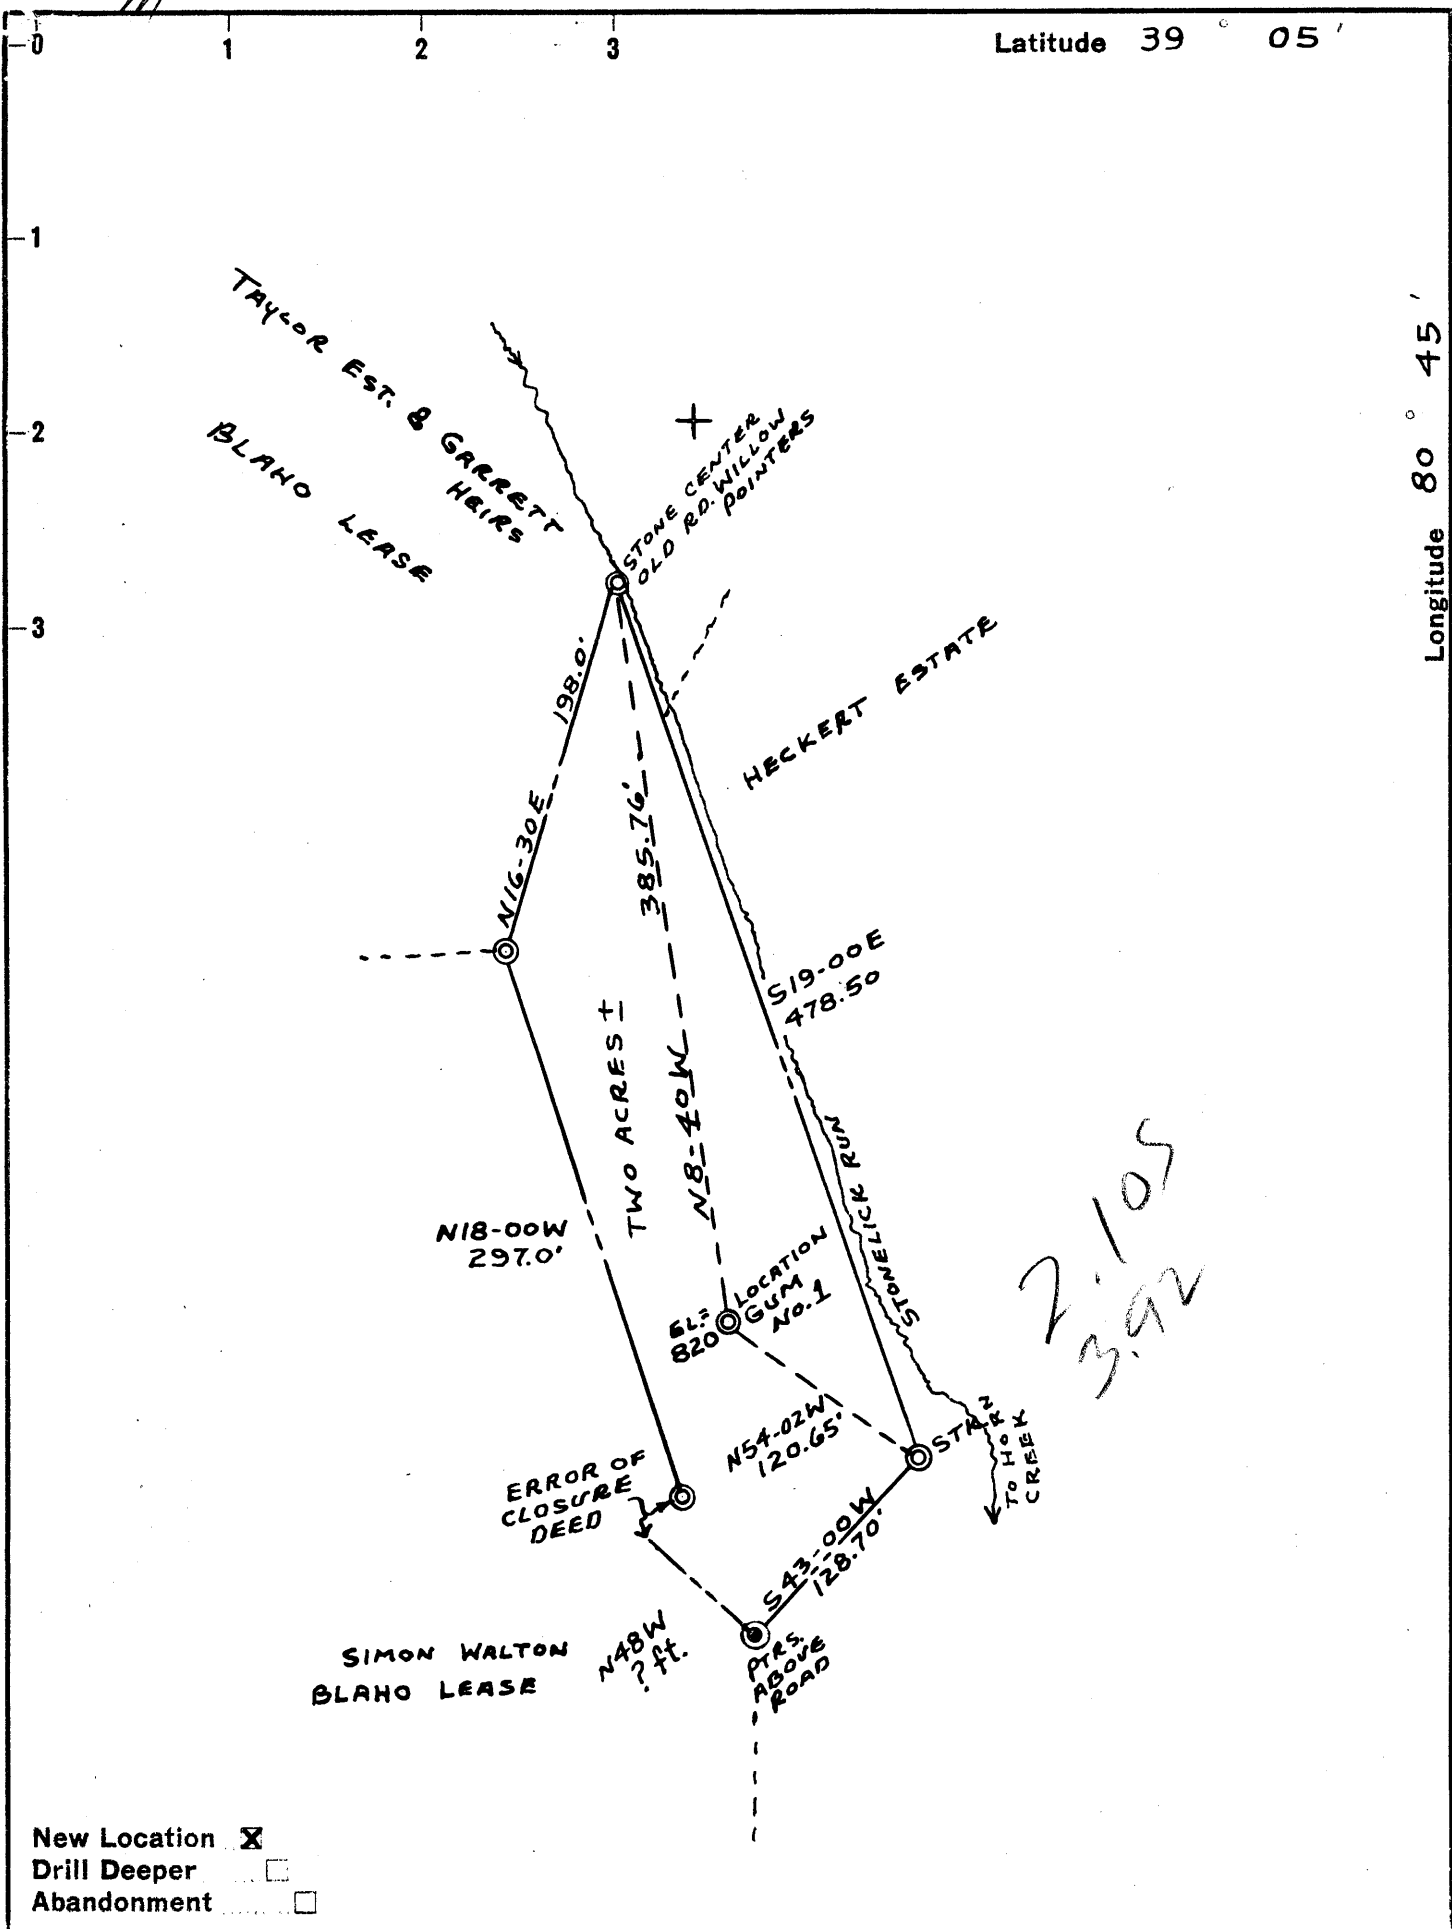 0
1
2
3
Latitude 39 ° 05 '
1
2
3
Longitude 80 ° 45 '
TAYLOR EST. & GARRETT
HEIRS
BLAHO LEASE
STONE CENTER
OLD RD. WILLOW
POINTERS
HECKERT ESTATE
198.0'
N16-30E
385.76'
N8-40W
TWO ACRES ±
S19-00E
478.50
STONELICK RUN
N18-00W
297.0'
EL.=
820
LOCATION
GUM
No. 1
2.105
3.92
N54-02W
120.65'
STK.
TO HORN
CREEK
ERROR OF
CLOSURE
DEED
S43-00W
128.70'
SIMON WALTON
BLAHO LEASE
N48W
? ft.
PTRS.
ABOVE
ROAD
New Location X
Drill Deeper
Abandonment